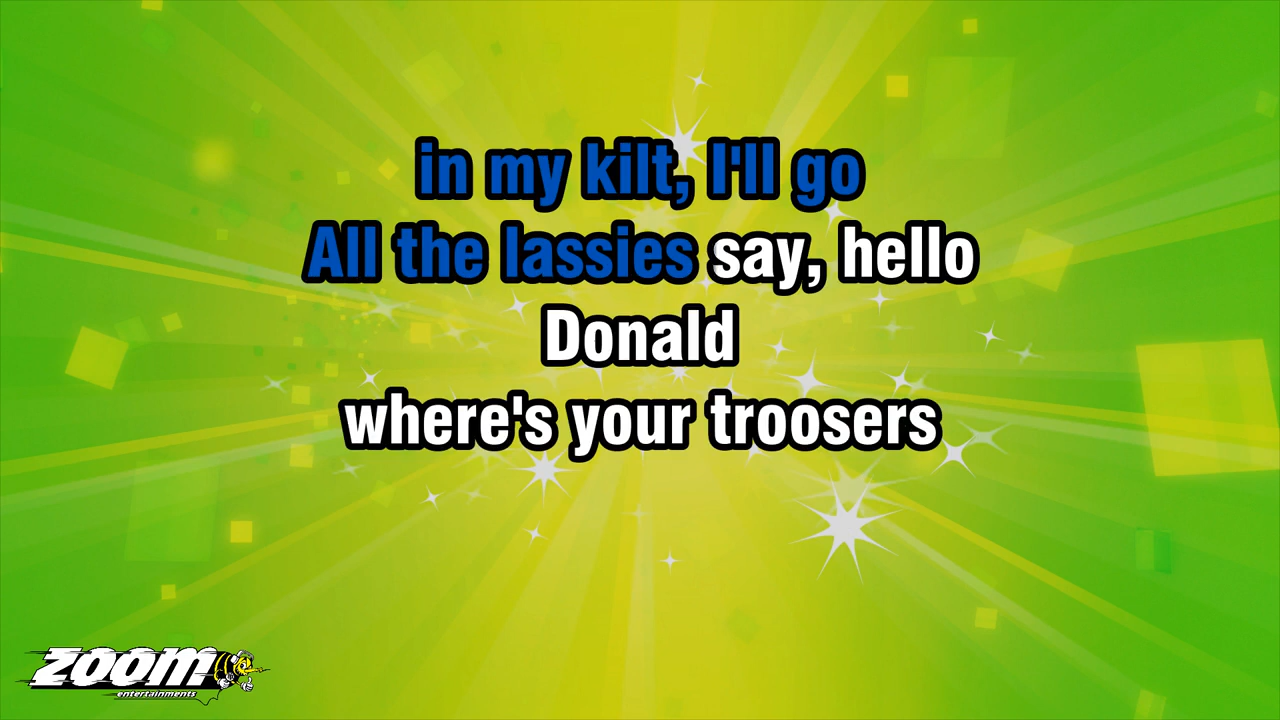 in my kilt, I'll go
All the lassies say, hello
Donald
where's your troosers
zoom
entertainments